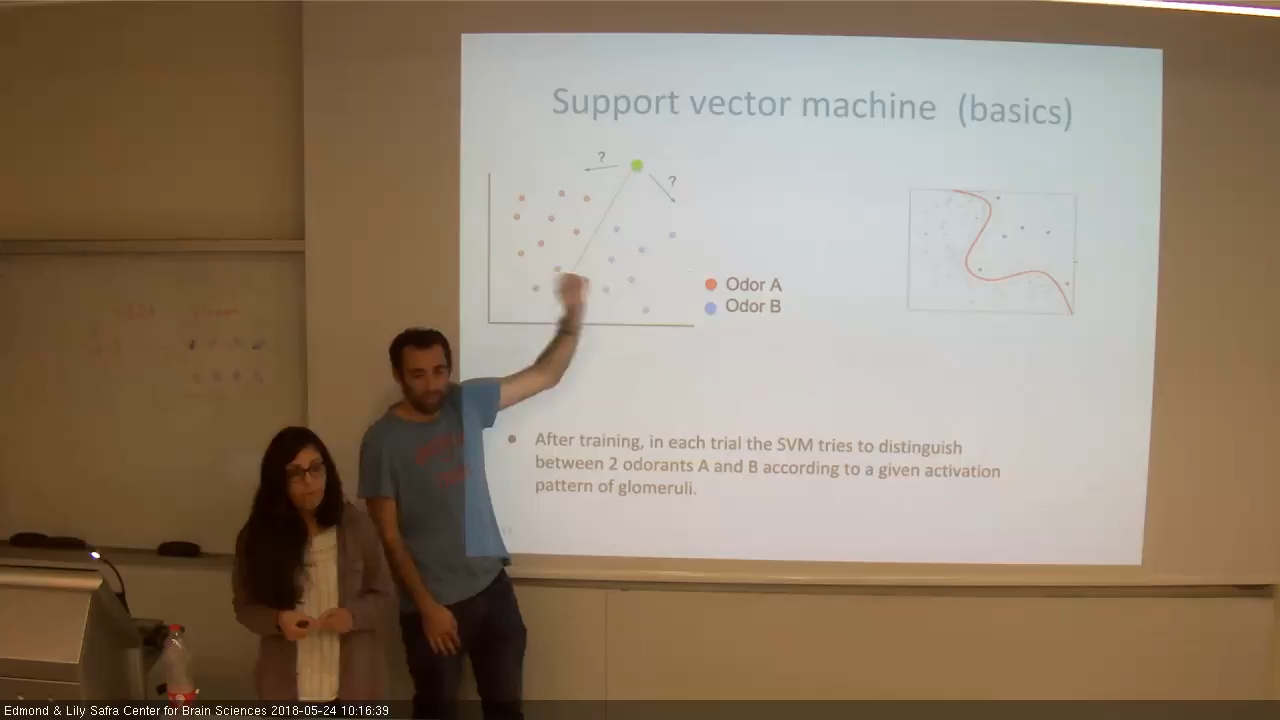 Support vector machine (basics)
?
?
Odor A
Odor B
After training, in each trial the SVM tries to distinguish
between 2 odorants A and B according to a given activation
pattern of glomeruli.
Edmond & Lily Safra Center for Brain Sciences 2018-05-24 10:16:39